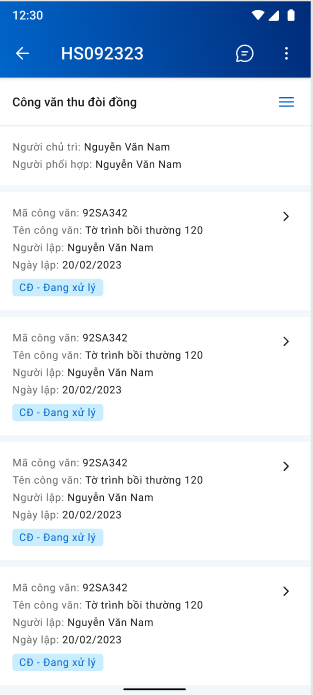 12:30
HS092323
Công văn thu đòi đồng
Người chủ trì: Nguyễn Văn Nam
Người phối hợp: Nguyễn Văn Nam
Mã công văn: 92SA342
Tên công văn: Tờ trình bồi thường 120
Người lập: Nguyễn Văn Nam
Ngày lập: 20/02/2023
CĐ - Đang xử lý
Mã công văn: 92SA342
Tên công văn: Tờ trình bồi thường 120
Người lập: Nguyễn Văn Nam
Ngày lập: 20/02/2023
CĐ - Đang xử lý
Mã công văn: 92SA342
Tên công văn: Tờ trình bồi thường 120
Người lập: Nguyễn Văn Nam
Ngày lập: 20/02/2023
CĐ - Đang xử lý
Mã công văn: 92SA342
Tên công văn: Tờ trình bồi thường 120
Người lập: Nguyễn Văn Nam
Ngày lập: 20/02/2023
CĐ - Đang xử lý